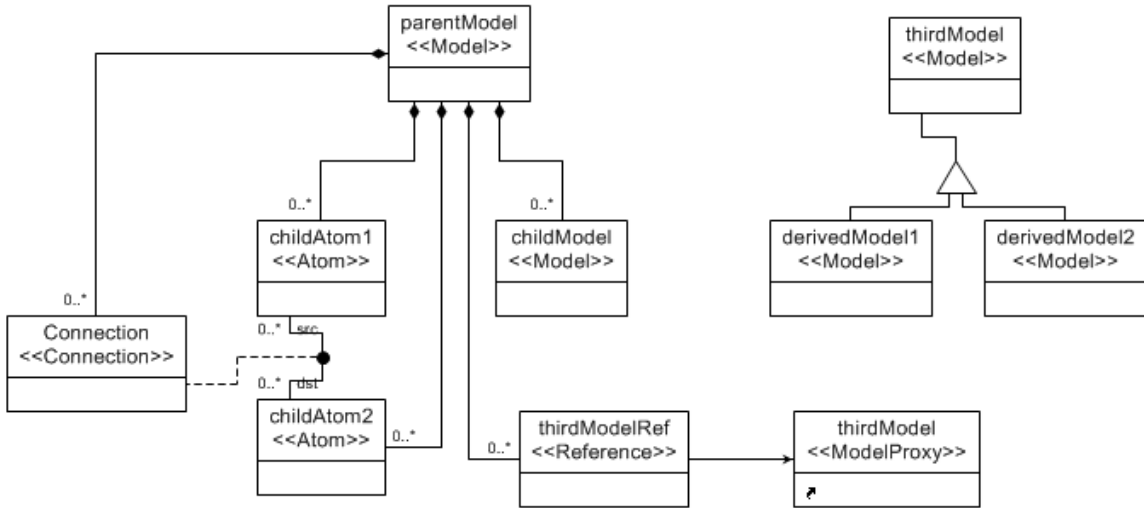 parentModel
<<Model>>
thirdModel
<<Model>>
0..*
0..*
childAtom1
<<Atom>>
childModel
<<Model>>
derivedModel1
<<Model>>
derivedModel2
<<Model>>
0..*
Connection
<<Connection>>
0..*
src
0..*
dst
childAtom2
<<Atom>>
0..*
0..*
thirdModelRef
<<Reference>>
thirdModel
<<ModelProxy>>